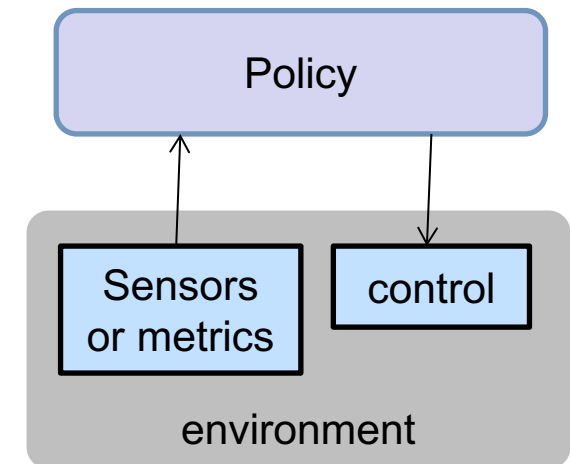 Policy
Sensors
or metrics
control
environment